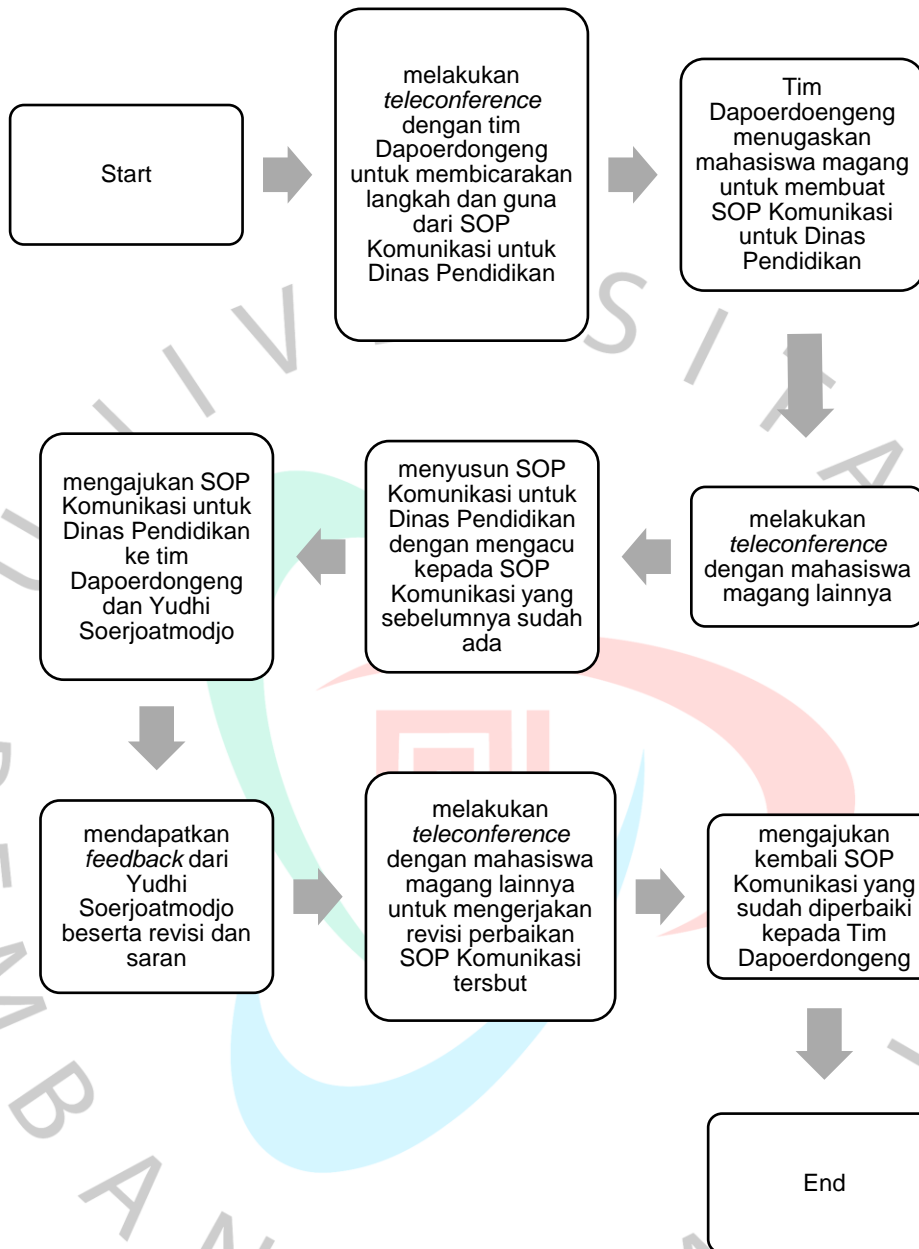 Start
melakukan
teleconference
dengan tim
Dapoerdongeng
untuk membicarakan
langkah dan guna
dari SOP
Komunikasi untuk
Dinas Pendidikan
Tim
Dapoerdoengeng
menugaskan
mahasiswa magang
untuk membuat
SOP Komunikasi
untuk Dinas
Pendidikan
melakukan
teleconference
dengan mahasiswa
magang lainnya
menyusun SOP
Komunikasi untuk
Dinas Pendidikan
dengan mengacu
kepada SOP
Komunikasi yang
sebelumnya sudah
ada
mengajukan SOP
Komunikasi untuk
Dinas Pendidikan
ke tim
Dapoerdongeng
dan Yudhi
Soerjoatmodjo
mendapatkan
feedback dari
Yudhi
Soerjoatmodjo
beserta revisi dan
saran
melakukan
teleconference
dengan mahasiswa
magang lainnya
untuk mengerjakan
revisi perbaikan
SOP Komunikasi
tersbut
mengajukan
kembali SOP
Komunikasi yang
sudah diperbaiki
kepada Tim
Dapoerdongeng
End